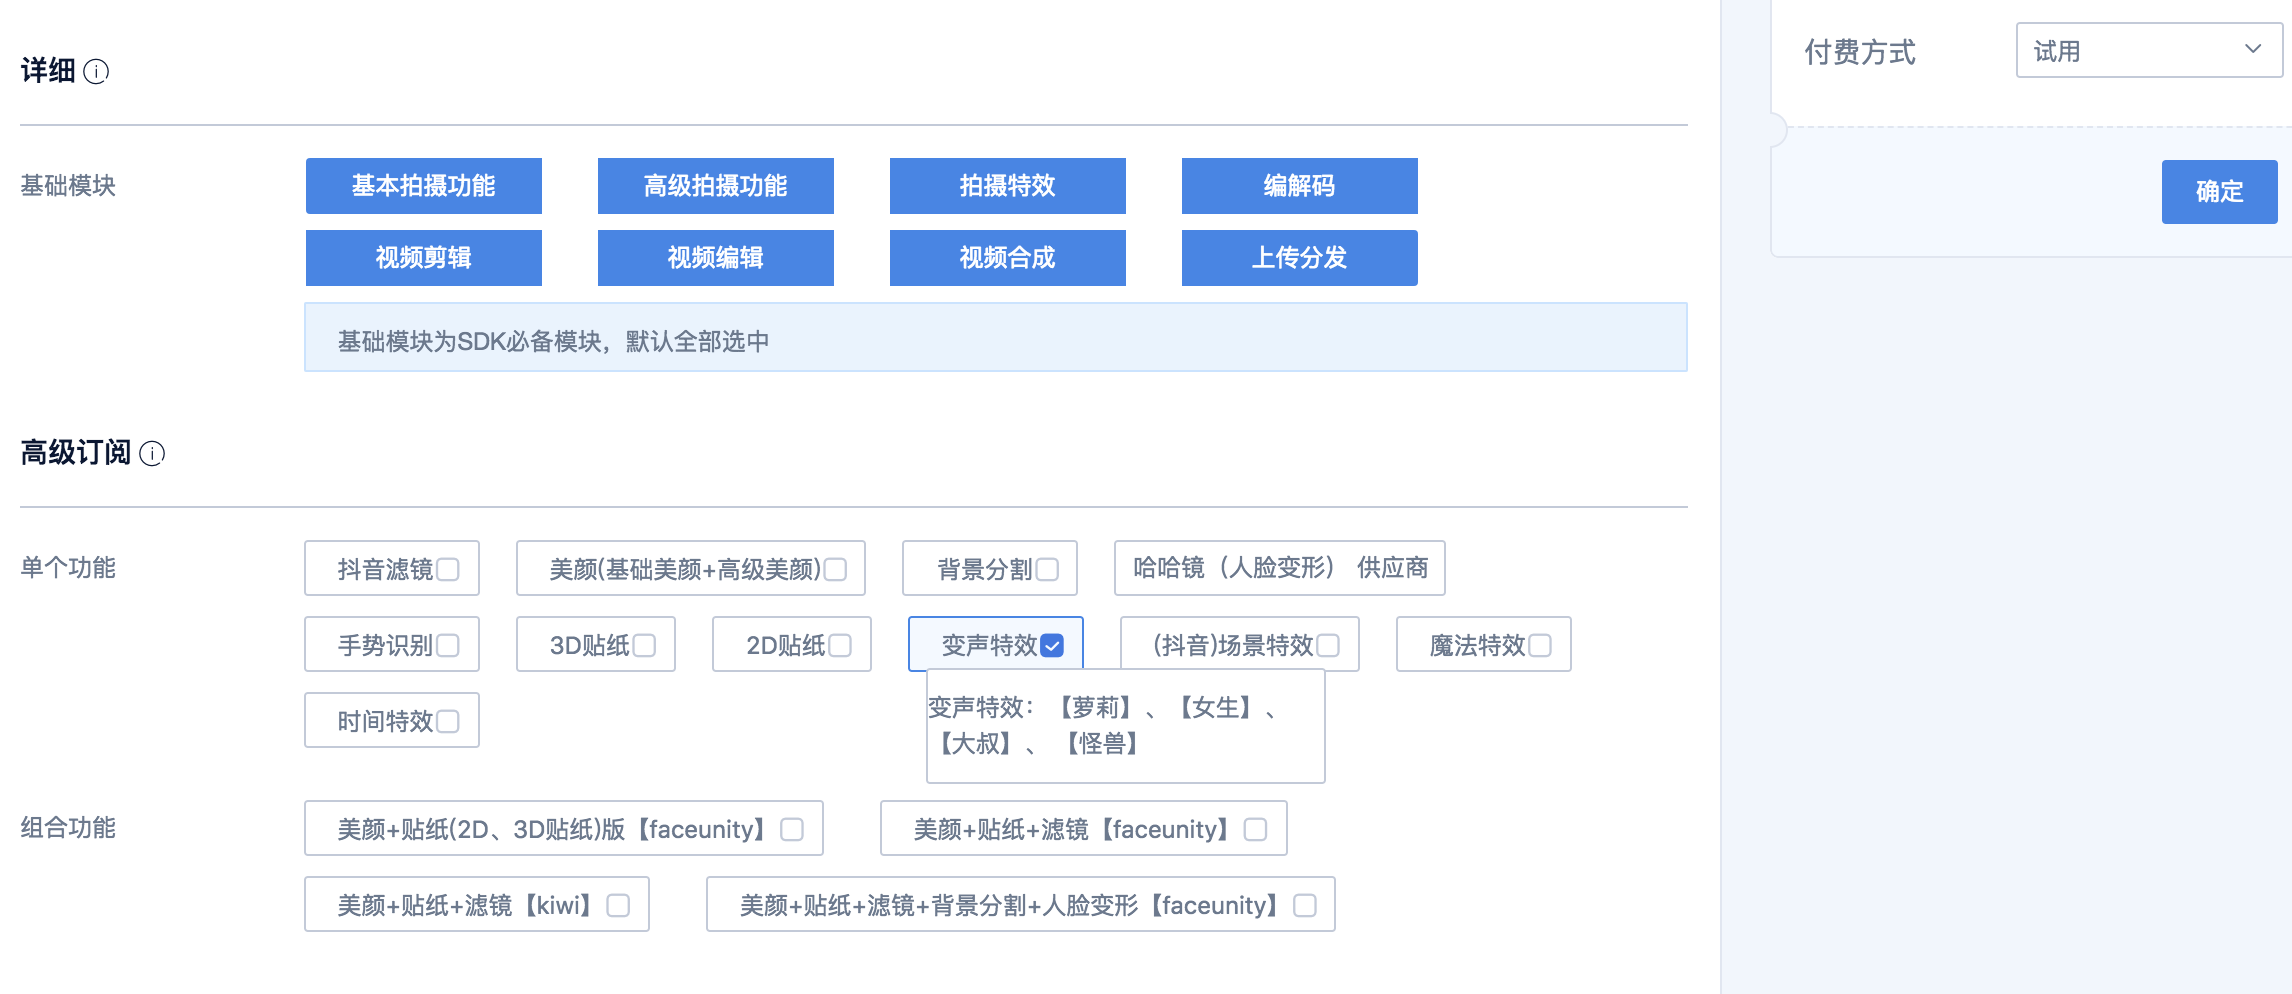 详细
付费方式 试用
基础模块 基本拍摄功能 高级拍摄功能 拍摄特效 编解码
确定
视频剪辑 视频编辑 视频合成 上传分发
基础模块为SDK必备模块，默认全部选中
高级订阅
单个功能 抖音滤镜 美颜(基础美颜+高级美颜) 背景分割 哈哈镜（人脸变形） 供应商
手势识别 3D贴纸 2D贴纸 变声特效 (抖音)场景特效 魔法特效
时间特效
变声特效：【萝莉】、【女生】、
【大叔】、 【怪兽】
组合功能 美颜+贴纸(2D、3D贴纸)版【faceunity】 美颜+贴纸+滤镜【faceunity】
美颜+贴纸+滤镜【kiwi】 美颜+贴纸+滤镜+背景分割+人脸变形【faceunity】